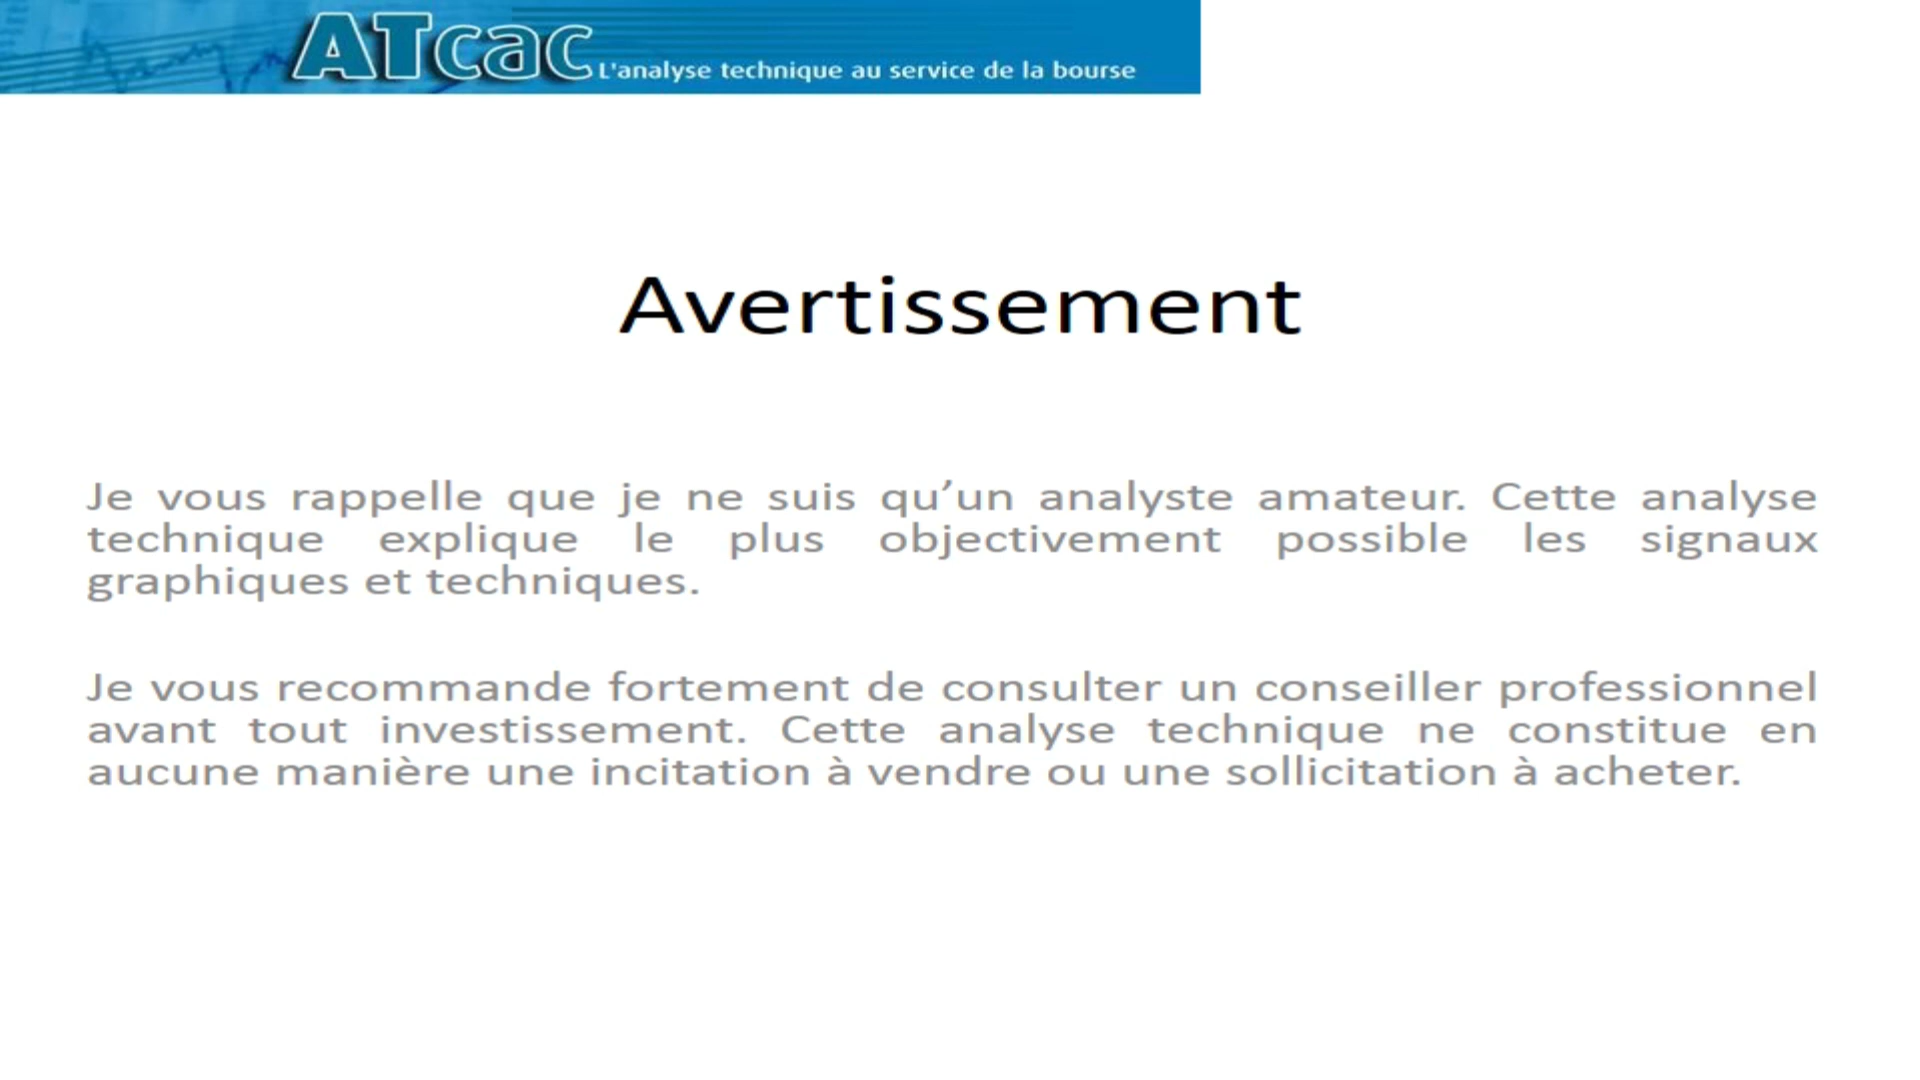 ATcac L'analyse technique au service de la bourse
Avertissement
Je vous rappelle que je ne suis qu’un analyste amateur. Cette analyse
technique explique le plus objectivement possible les signaux
graphiques et techniques.
Je vous recommande fortement de consulter un conseiller professionnel
avant tout investissement. Cette analyse technique ne constitue en
aucune manière une incitation à vendre ou une sollicitation à acheter.